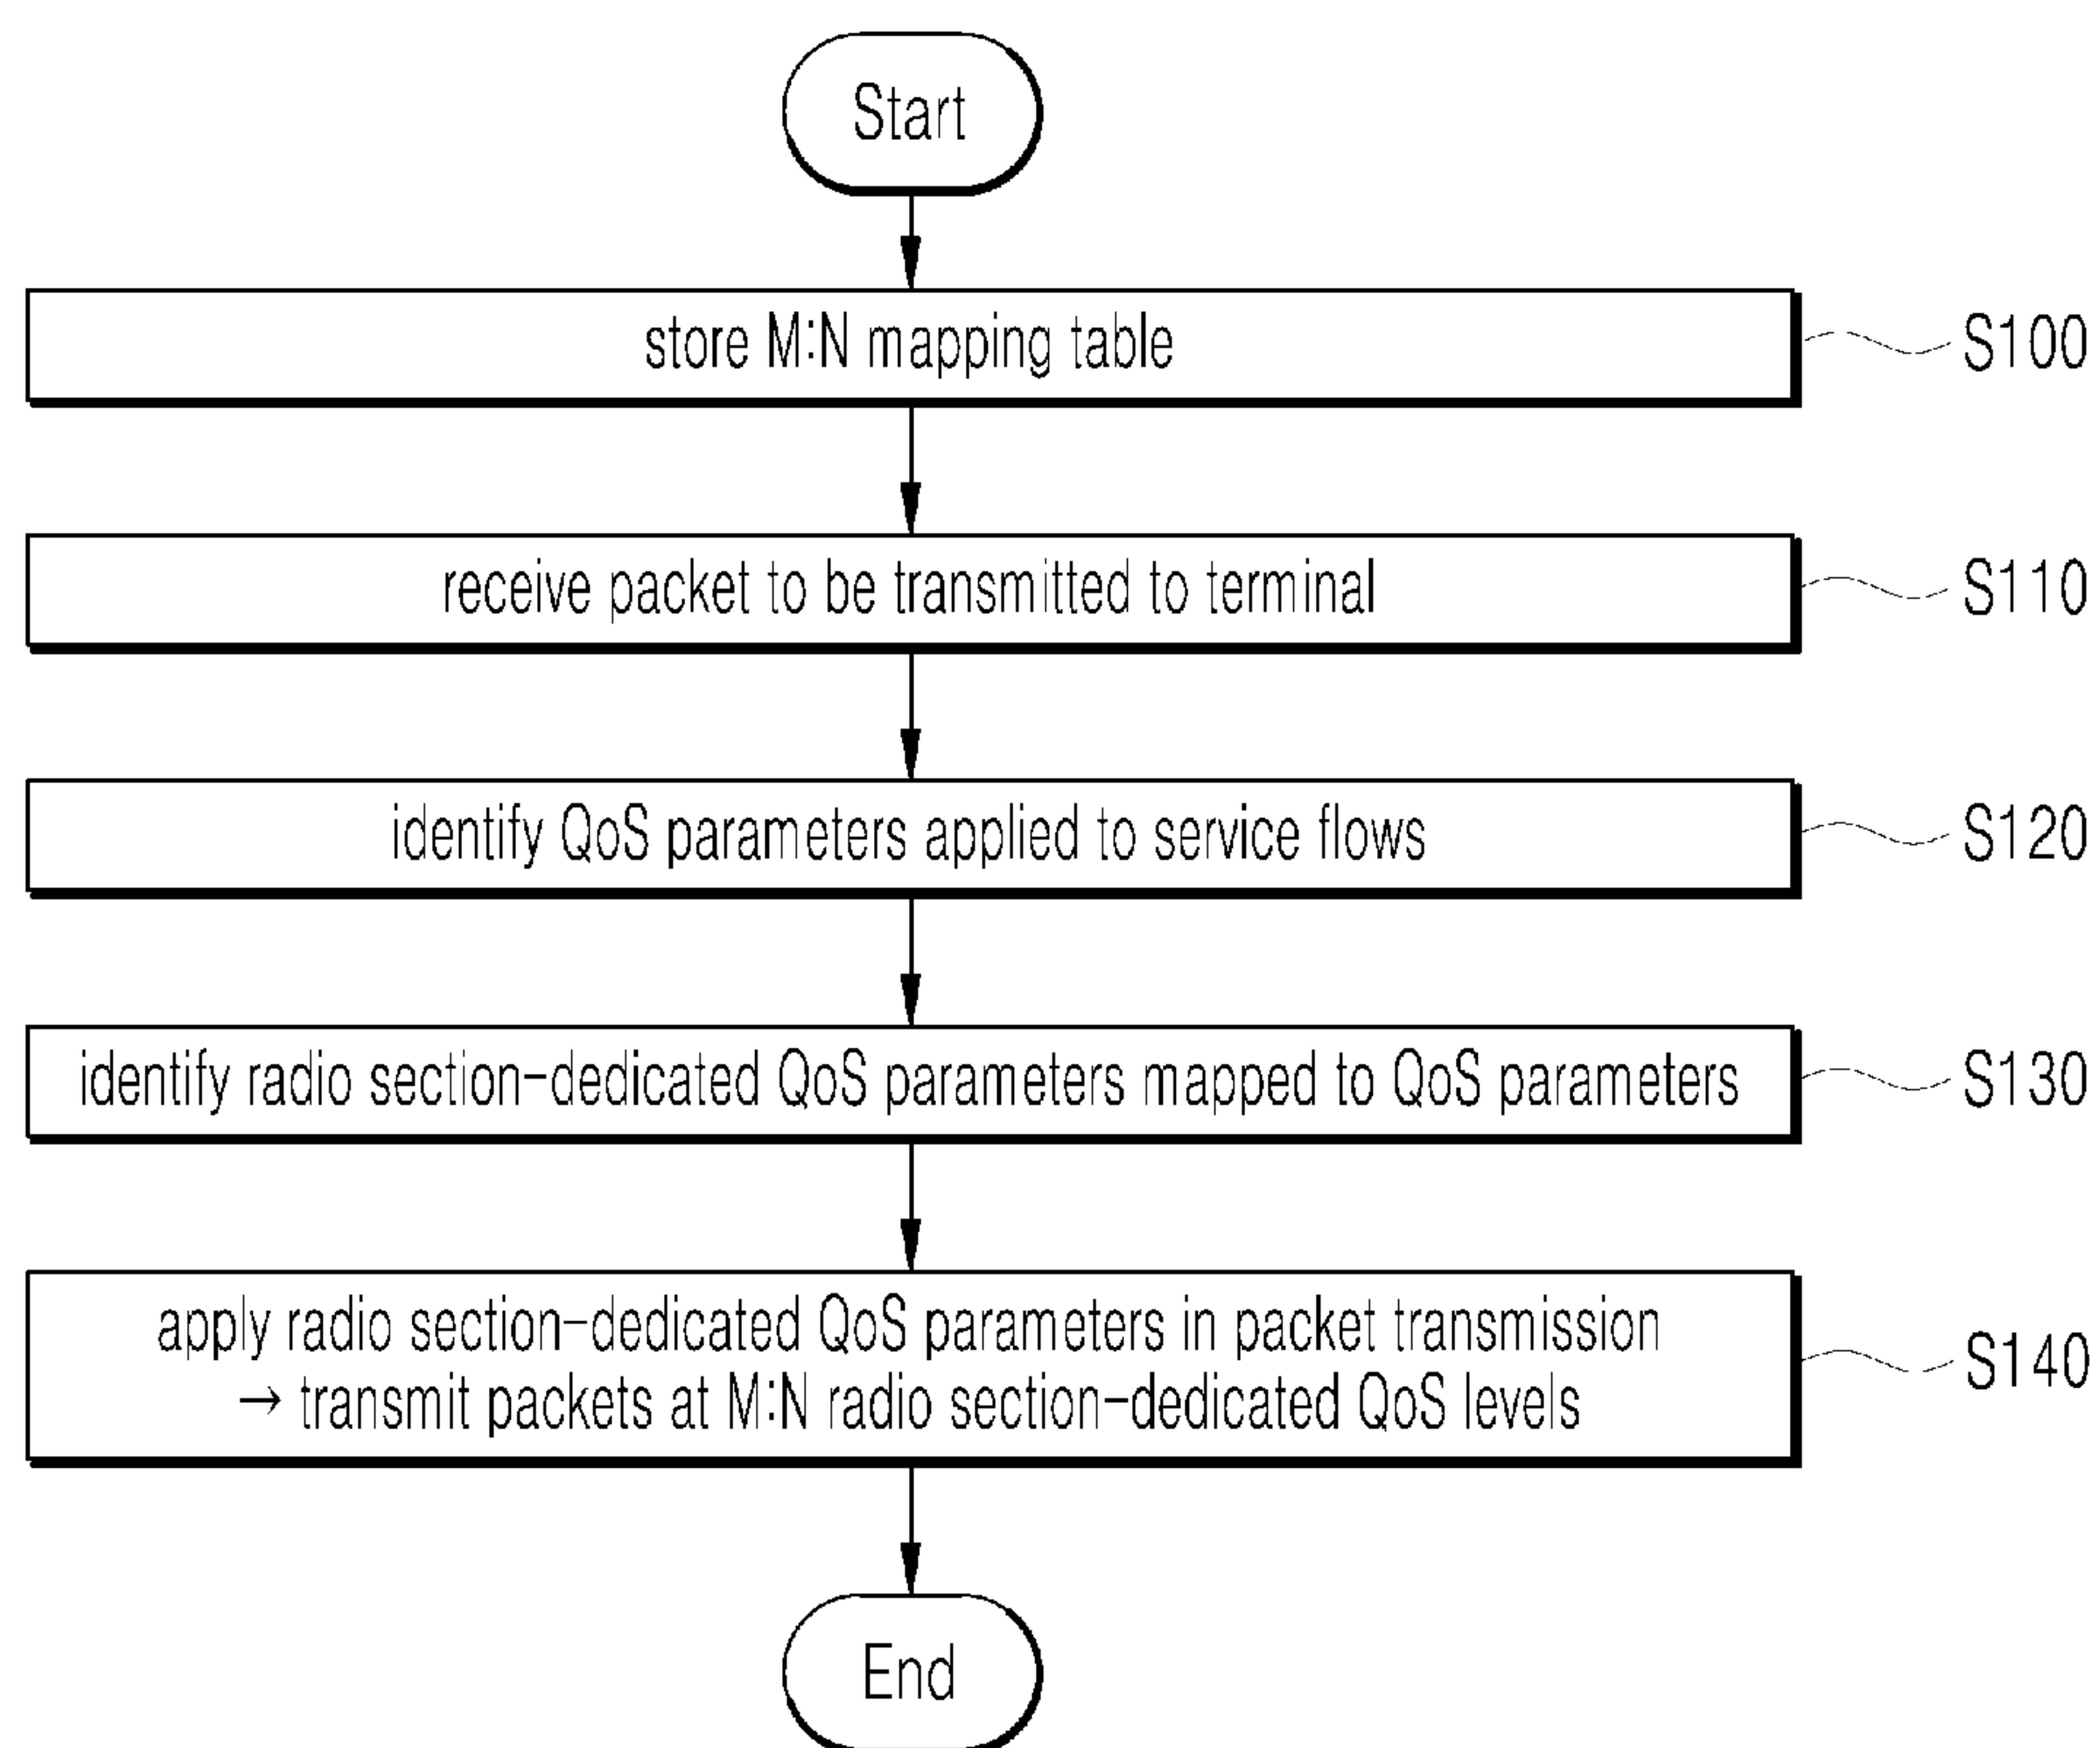 Start
store M:N mapping table
S100
receive packet to be transmitted to terminal
S110
identify QoS parameters applied to service flows
S120
identify radio section-dedicated QoS parameters mapped to QoS parameters
S130
apply radio section-dedicated QoS parameters in packet transmission
→ transmit packets at M:N radio section-dedicated QoS levels
S140
End